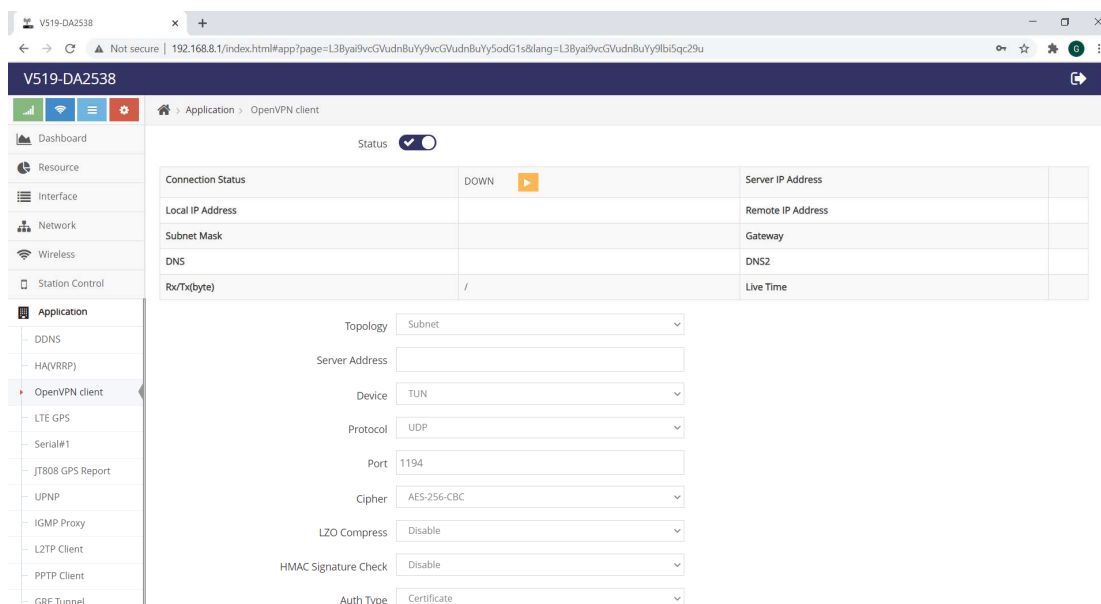 V519-DA2538
Not secure | 192.168.8.1/index.html#app?page=L3Byai9vcGVudnBuYy9vcGVudnBuYy5odG1s&lang=L3Byai9vcGVudnBuYy9lbi5qc29u
G
V519-DA2538
Application > OpenVPN client
Dashboard
Resource
Interface
Network
Wireless
Station Control
Application
DDNS
HA(VRRP)
OpenVPN client
LTE GPS
Serial#1
JT808 GPS Report
UPNP
IGMP Proxy
L2TP Client
PPTP Client
GRE Tunnel
Status
Connection Status DOWN Server IP Address
Local IP Address Remote IP Address
Subnet Mask Gateway
DNS DNS2
Rx/Tx(byte) / Live Time
Topology Subnet
Server Address
Device TUN
Protocol UDP
Port 1194
Cipher AES-256-CBC
LZO Compress Disable
HMAC Signature Check Disable
Auth Type Certificate